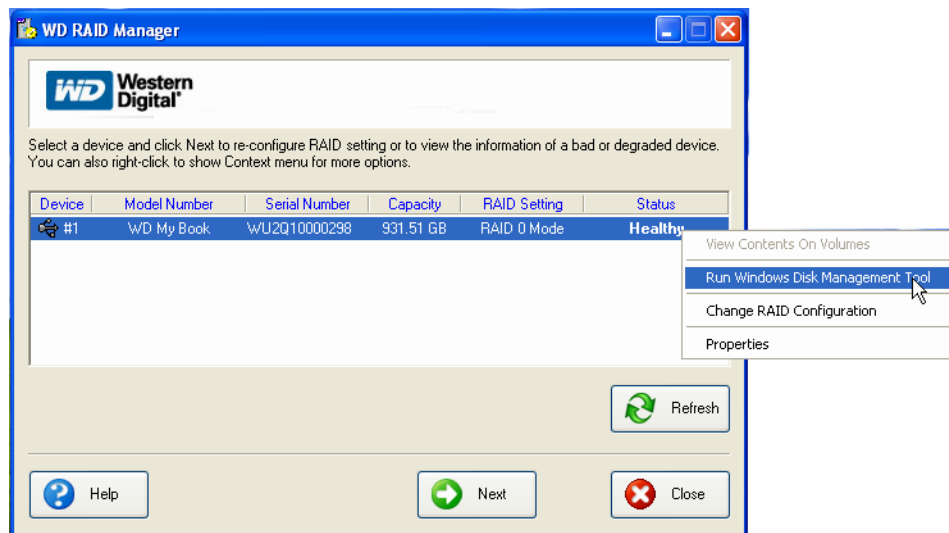 WD RAID Manager
WD Western Digital
Select a device and click Next to re-configure RAID setting or to view the information of a bad or degraded device.
You can also right-click to show Context menu for more options.
Device Model Number Serial Number Capacity RAID Setting Status
#1 WD My Book WU2Q10000298 931.51 GB RAID 0 Mode Healthy
View Contents On Volumes
Run Windows Disk Management Tool
Change RAID Configuration
Properties
Refresh
Help Next Close